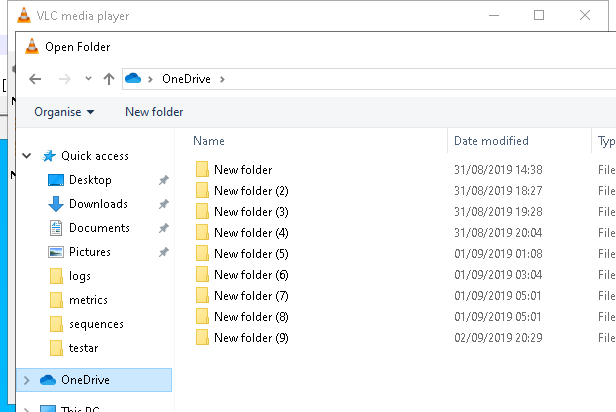 VLC media player
Open Folder
OneDrive
Organise New folder
Name Date modified
Quick access
Desktop
Downloads
Documents
Pictures
logs
metrics
sequences
testar
OneDrive
This PC
New folder 31/08/2019 14:38 File
New folder (2) 31/08/2019 18:27 File
New folder (3) 31/08/2019 19:28 File
New folder (4) 31/08/2019 20:04 File
New folder (5) 01/09/2019 01:08 File
New folder (6) 01/09/2019 03:04 File
New folder (7) 01/09/2019 05:01 File
New folder (8) 01/09/2019 05:01 File
New folder (9) 02/09/2019 20:29 File